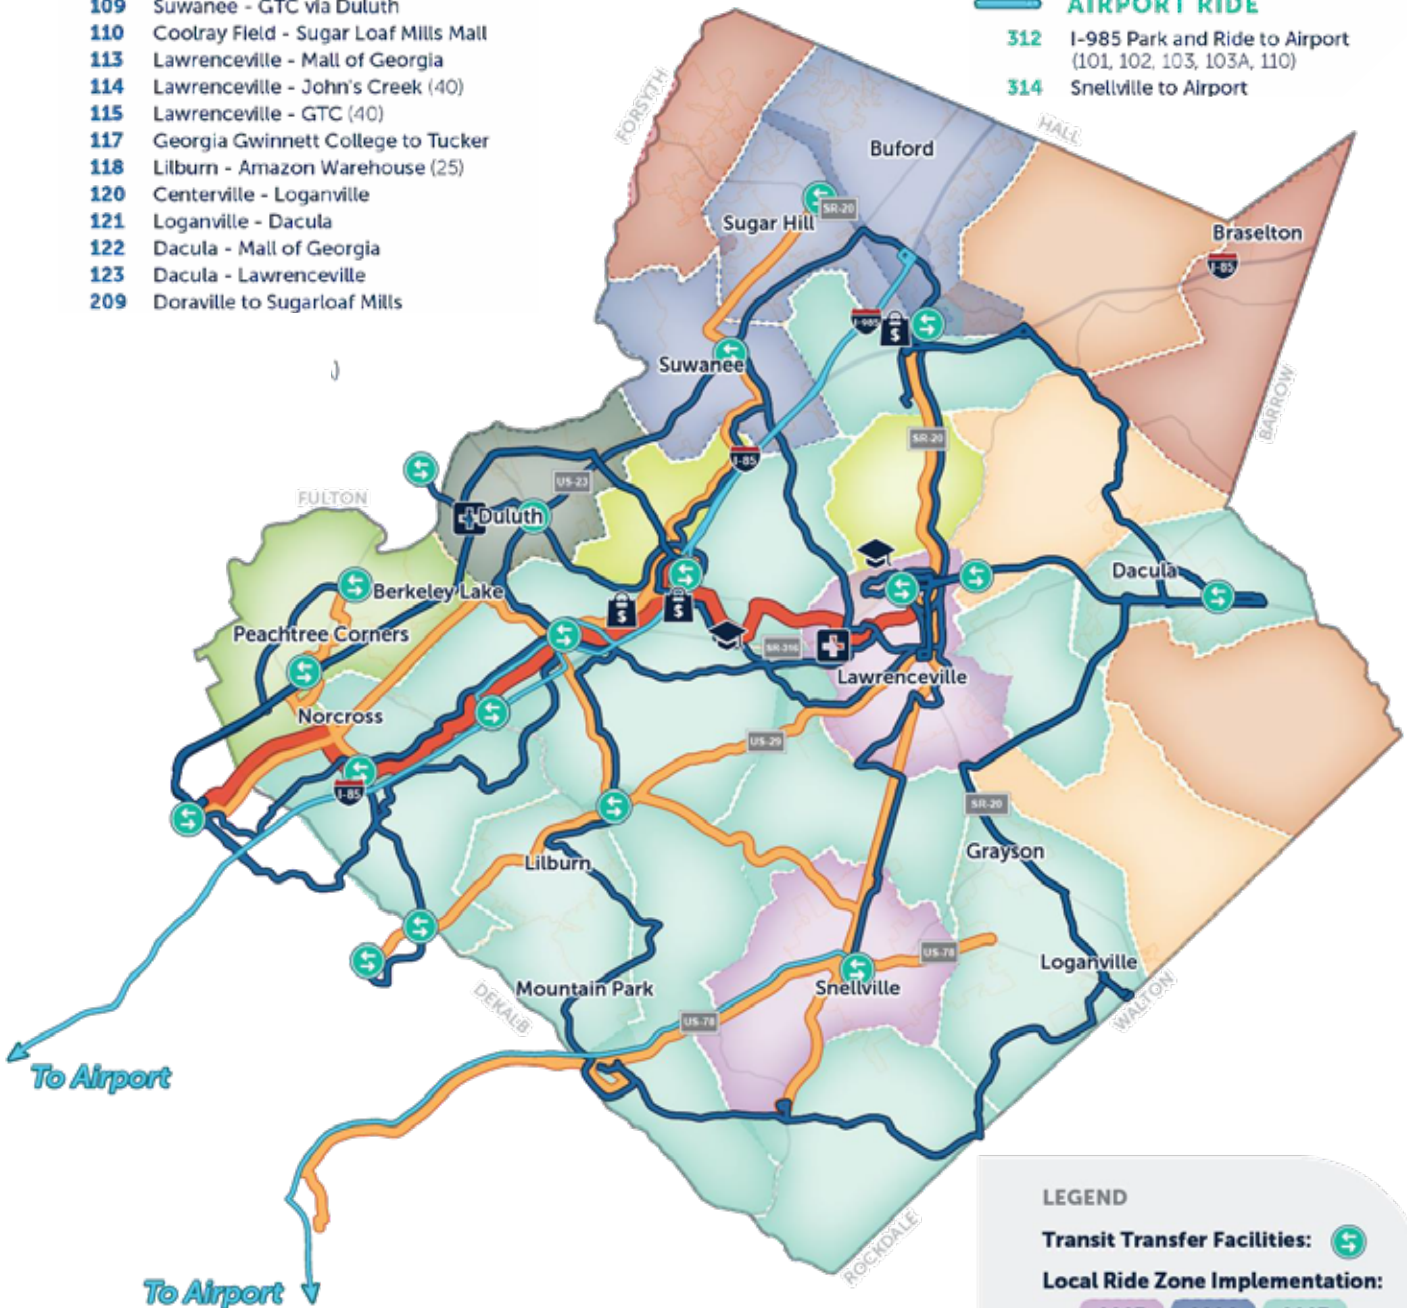 109 Suwanee - GTC via Duluth
110 Coolray Field - Sugar Loaf Mills Mall
113 Lawrenceville - Mall of Georgia
114 Lawrenceville - John's Creek (40)
115 Lawrenceville - GTC (40)
117 Georgia Gwinnett College to Tucker
118 Lilburn - Amazon Warehouse (25)
120 Centerville - Loganville
121 Loganville - Dacula
122 Dacula - Mall of Georgia
123 Dacula - Lawrenceville
209 Doraville to Sugarloaf Mills
AIRPORT RIDE
312 I-985 Park and Ride to Airport
(101, 102, 103, 103A, 110)
314 Snellville to Airport
FORSYTH
HALL
Buford
SR-20
Sugar Hill
Braselton
I-85
I-985
$
Suwanee
BARROW
SR-20
I-85
US-23
FULTON
Duluth
Dacula
Berkeley Lake
$
$
Peachtree Corners
SR-316
Lawrenceville
Norcross
US-29
I-85
SR-20
Grayson
Lilburn
US-78
Loganville
Snellville
Mountain Park
DEKALB
WALTON
US-78
To Airport
ROCKDALE
To Airport
LEGEND
Transit Transfer Facilities:
Local Ride Zone Implementation: